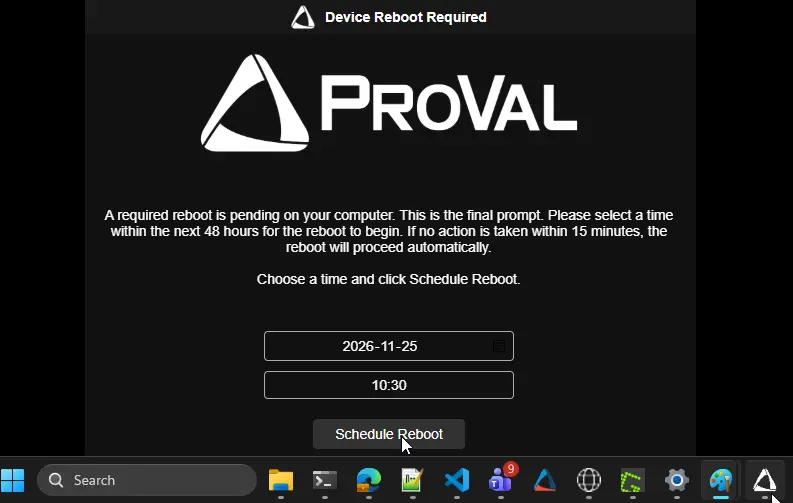 Device Reboot Required
PROVAL
A required reboot is pending on your computer. This is the final prompt. Please select a time
within the next 48 hours for the reboot to begin. If no action is taken within 15 minutes, the
reboot will proceed automatically.
Choose a time and click Schedule Reboot.
2026-11-25
10:30
Schedule Reboot
Search
9